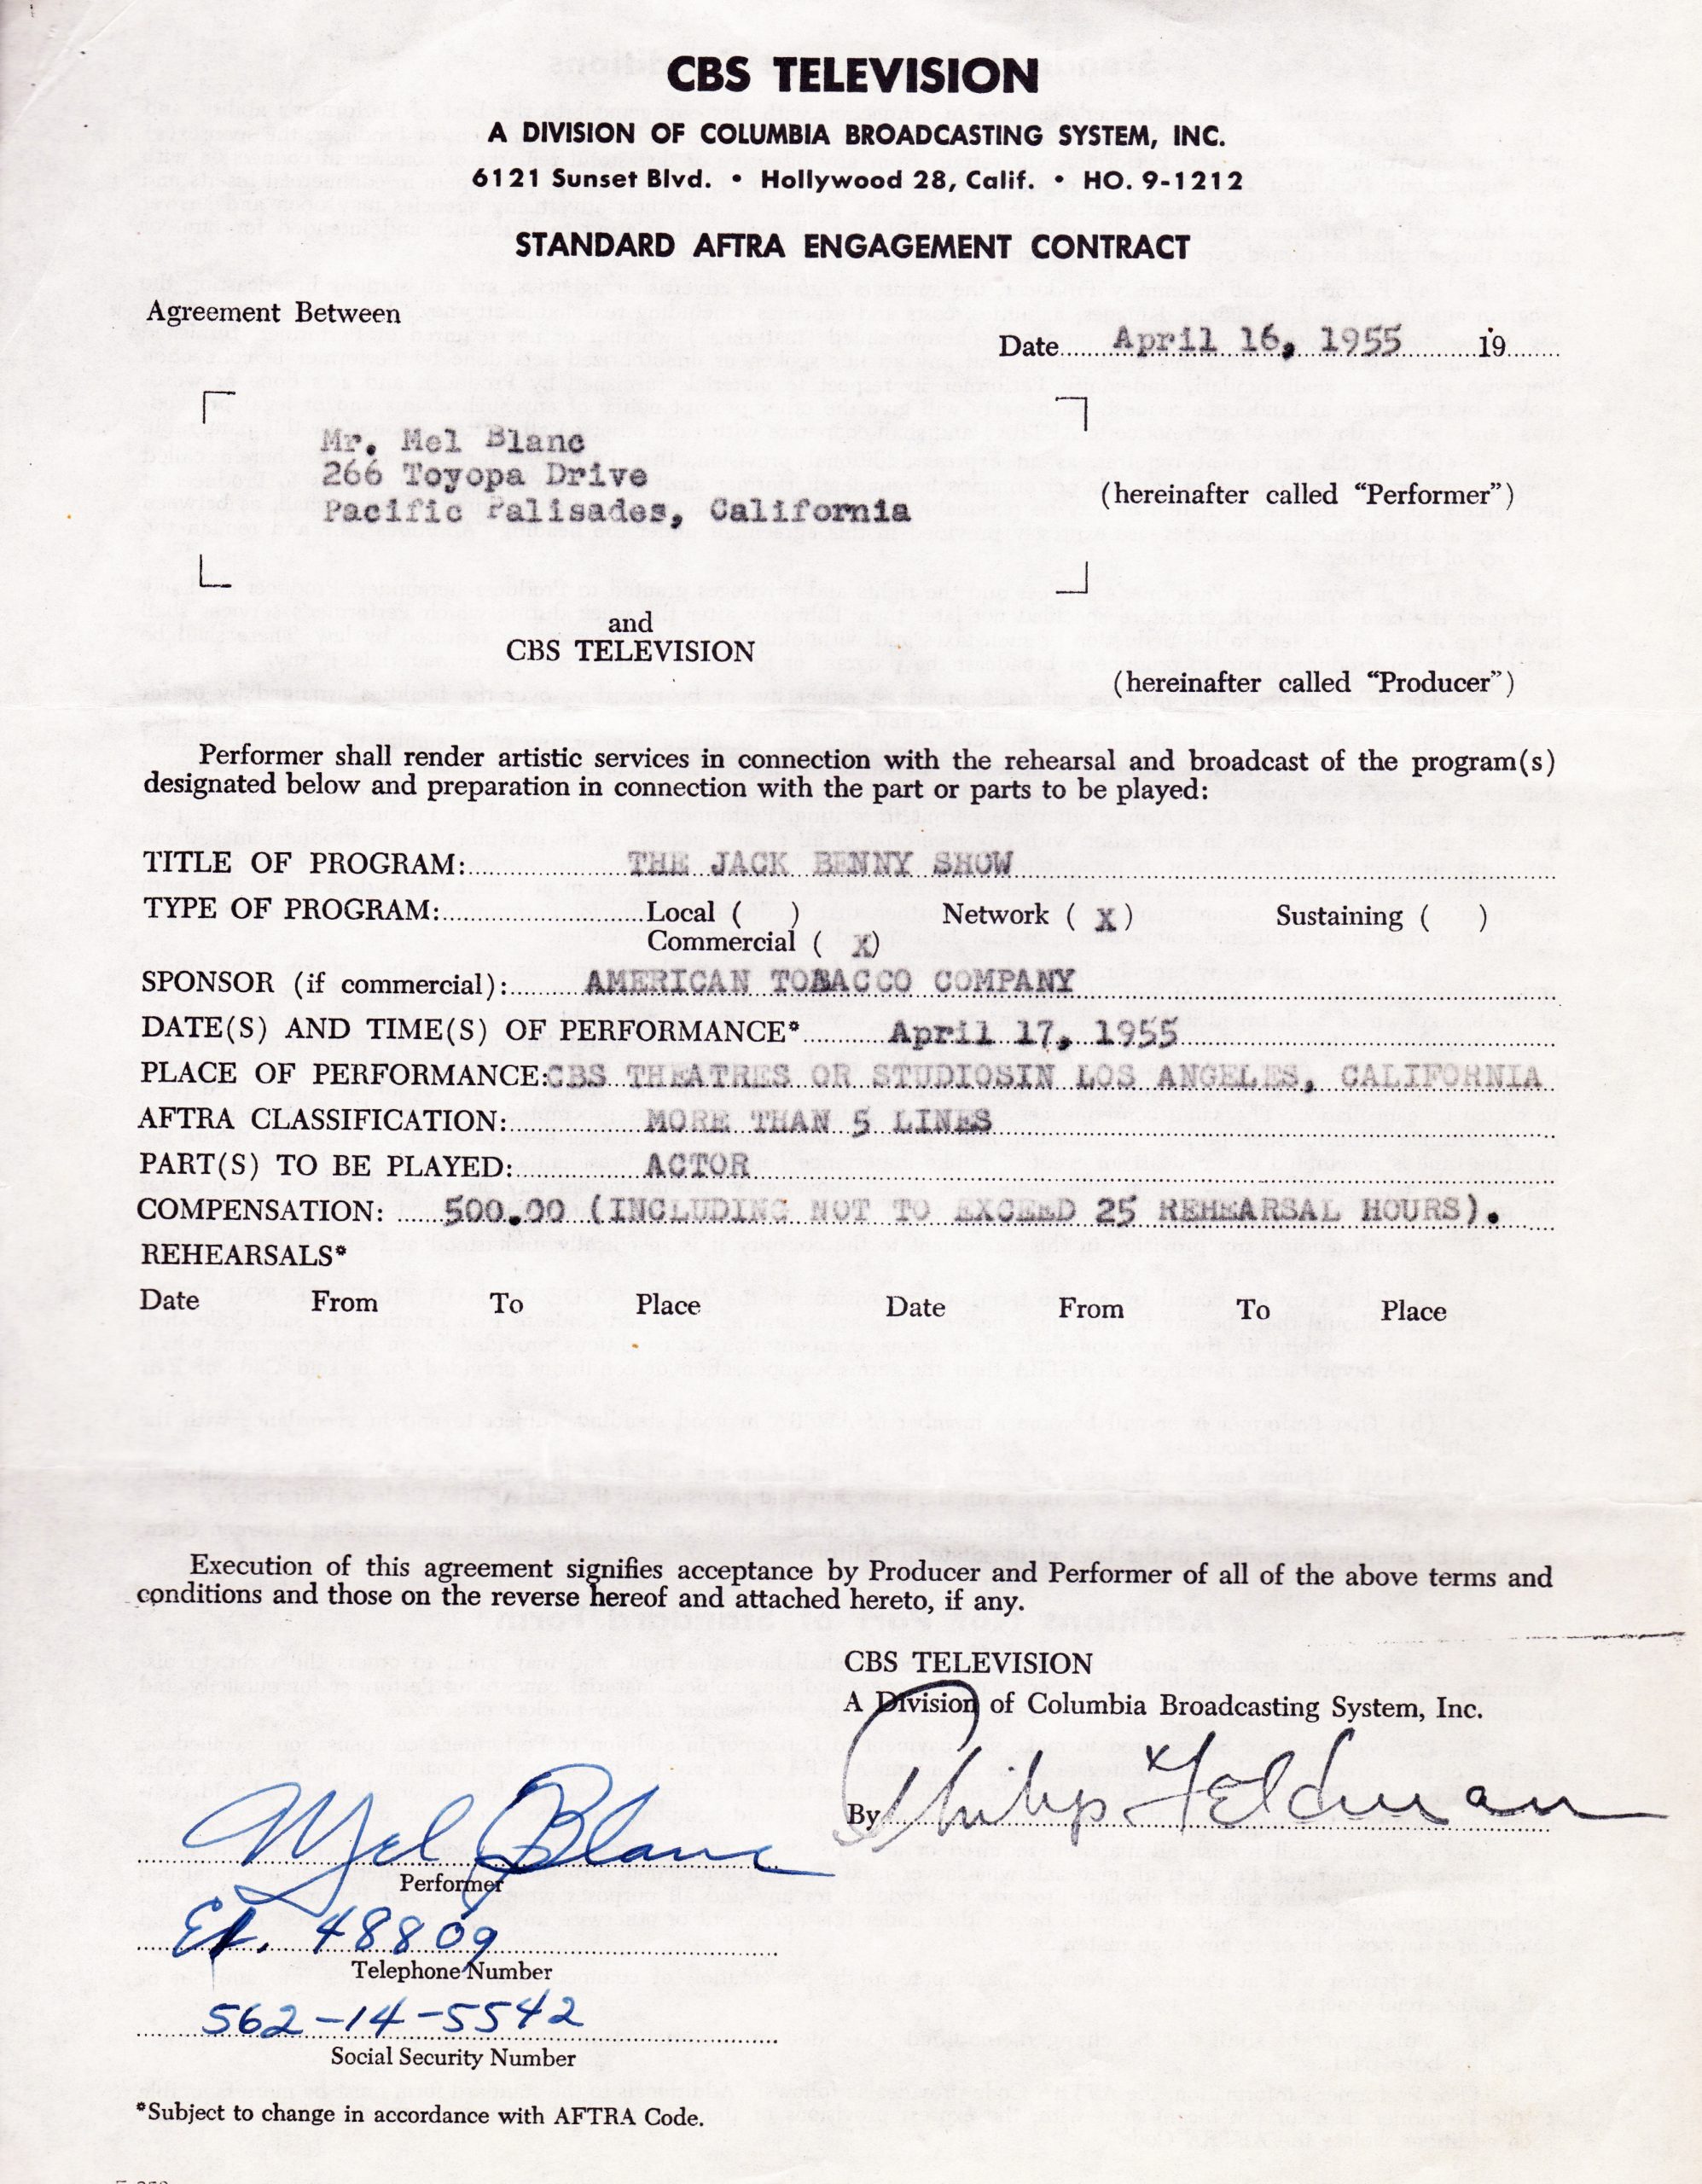 CBS TELEVISION
A DIVISION OF COLUMBIA BROADCASTING SYSTEM, INC.
6121 Sunset Blvd. • Hollywood 28, Calif. • HO. 9-1212
STANDARD AFTRA ENGAGEMENT CONTRACT
Agreement Between
Date April 16, 1955 19
Mr. Mel Blanc
266 Toyopa Drive
Pacific Palisades, California
(hereinafter called “Performer”)
and
CBS TELEVISION
(hereinafter called “Producer”)
Performer shall render artistic services in connection with the rehearsal and broadcast of the program(s)
designated below and preparation in connection with the part or parts to be played:
TITLE OF PROGRAM: THE JACK BENNY SHOW
TYPE OF PROGRAM: Local ( ) Network ( X ) Sustaining ( )
Commercial ( X)
SPONSOR (if commercial): AMERICAN TOBACCO COMPANY
DATE(S) AND TIME(S) OF PERFORMANCE* April 17, 1955
PLACE OF PERFORMANCE: CBS THEATRES OR STUDIOSIN LOS ANGELES, CALIFORNIA
AFTRA CLASSIFICATION: MORE THAN 5 LINES
PART(S) TO BE PLAYED: ACTOR
COMPENSATION: 500.00 (INCLUDING NOT TO EXCEED 25 REHEARSAL HOURS).
REHEARSALS*
Date From To Place Date From To Place
Execution of this agreement signifies acceptance by Producer and Performer of all of the above terms and
conditions and those on the reverse hereof and attached hereto, if any.
CBS TELEVISION
A Division of Columbia Broadcasting System, Inc.
By Philip Feldman
Mel Blanc
Performer
48809
Telephone Number
562-14-5542
Social Security Number
*Subject to change in accordance with AFTRA Code.